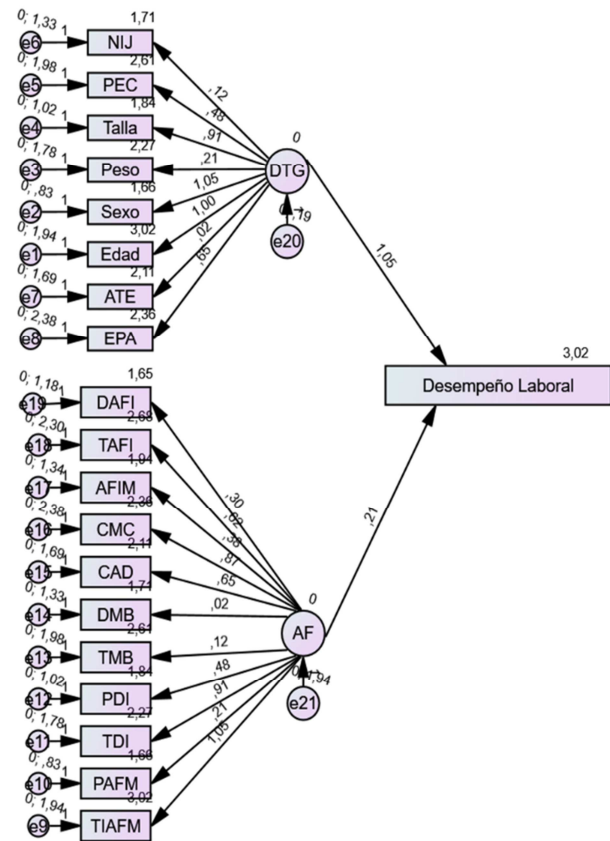 0; 1,33
1,71
e6
1
NIJ
0; 1,98
2,61
e5
1
PEC
0; 1,02
1,84
e4
1
Talla
0; 1,78
2,27
e3
1
Peso
0; ,83
1,66
e2
1
Sexo
0; 1,94
3,02
e1
1
Edad
0; 1,69
2,11
e7
1
ATE
0; 2,38
2,36
e8
1
EPA
,12
,48
,91
,21
1,05
1,00
,02
,65
0
DTG
,19
e20
1,05
3,02
Desempeño Laboral
0; 1,18
1,65
e19
1
DAFI
0; 2,30
2,68
e18
1
TAFI
0; 1,34
1,94
e17
1
AFIM
0; 2,38
2,36
e16
1
CMC
0; 1,69
2,11
e15
1
CAD
0; 1,33
1,71
e14
1
DMB
0; 1,98
2,61
e13
1
TMB
0; 1,02
1,84
e12
1
PDI
0; 1,78
2,27
e11
1
TDI
0; ,83
1,66
e10
1
PAFM
0; 1,94
3,02
e9
1
TIAFM
,30
,62
,38
,87
,65
,02
,12
,48
,91
,21
1,05
0
AF
1,94
e21
,21